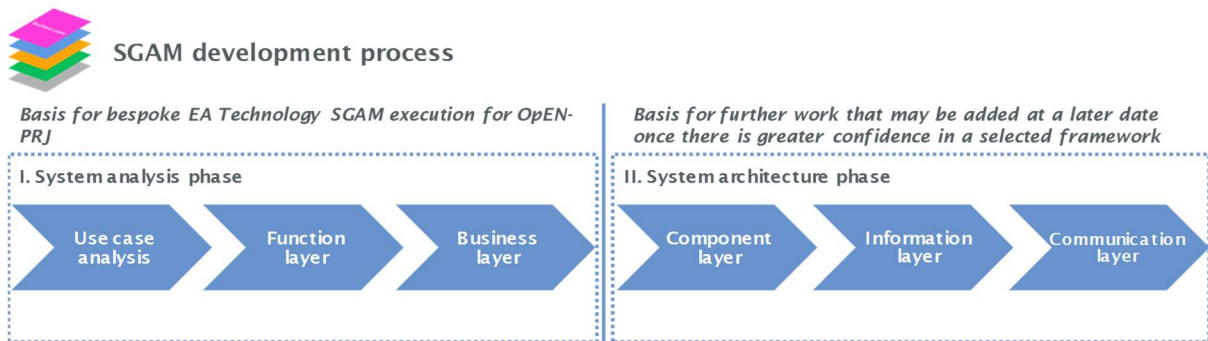 Business Layer
SGAM development process
Basis for bespoke EA Technology SGAM execution for OpEN-
PRJ
I. System analysis phase
Use case
analysis
Function
layer
Business
layer
Basis for further work that may be added at a later date
once there is greater confidence in a selected framework
II. System architecture phase
Component
layer
Information
layer
Communication
layer